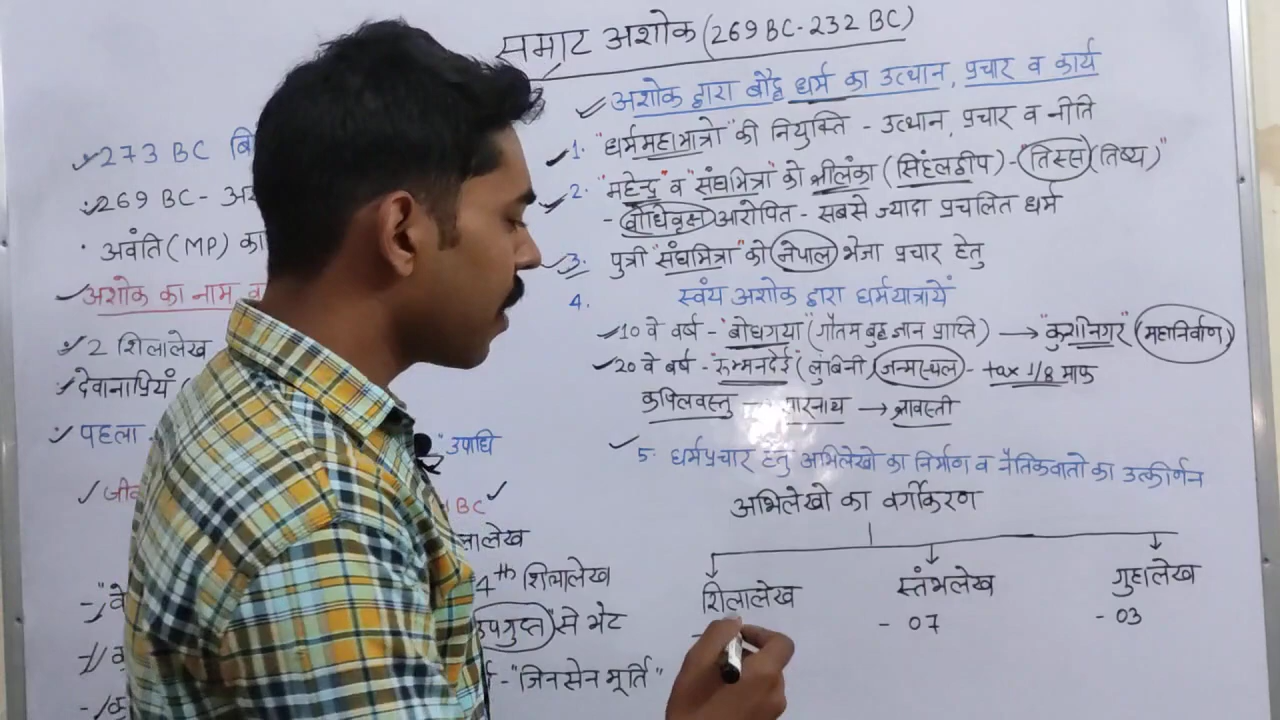 सम्राट अशोक (269 BC-232 BC)
273 BC
269 BC-
अवंति (MP) का
अशोक का नाम
2 शिलालेख
देवानाप्रियं
पहला
उपाधि
BC
4th शिलालेख
उपगुप्त" से भेंट
- "जिनसेन मूर्ति"
अशोक द्वारा बौद्ध धर्म का उत्थान, प्रचार व कार्य
1. "धर्ममहामात्रो" की नियुक्ति - उत्थान, प्रचार व नीति
2. "महेन्द्र" व "संघमित्रा" को श्रीलंका (सिंहलद्वीप) - (तिस्स) (तिष्य)"
- बोधिवृक्ष आरोपित - सबसे ज्यादा प्रचलित धर्म
3. पुत्री "संघमित्रा" को नेपाल भेजा प्रचार हेतु
4. स्वंय अशोक द्वारा धर्मयात्रायें
10 वे वर्ष - "बोधगया" (गौतम बुद्ध ज्ञान प्राप्ति) → "कुशीनगर" (महानिर्वाण)
20 वे वर्ष - रूम्मनदेई (लुंबिनी) (जन्मस्थल) - tax 1/8 माफ
कपिलवस्तु → सारनाथ → श्रावस्ती
5. धर्मप्रचार हेतु अभिलेखो का निर्माण व नैतिकवातो का उत्कीर्णन
अभिलेखो का वर्गीकरण
शिलालेख स्तंभलेख गुहालेख
- - 07 - 03